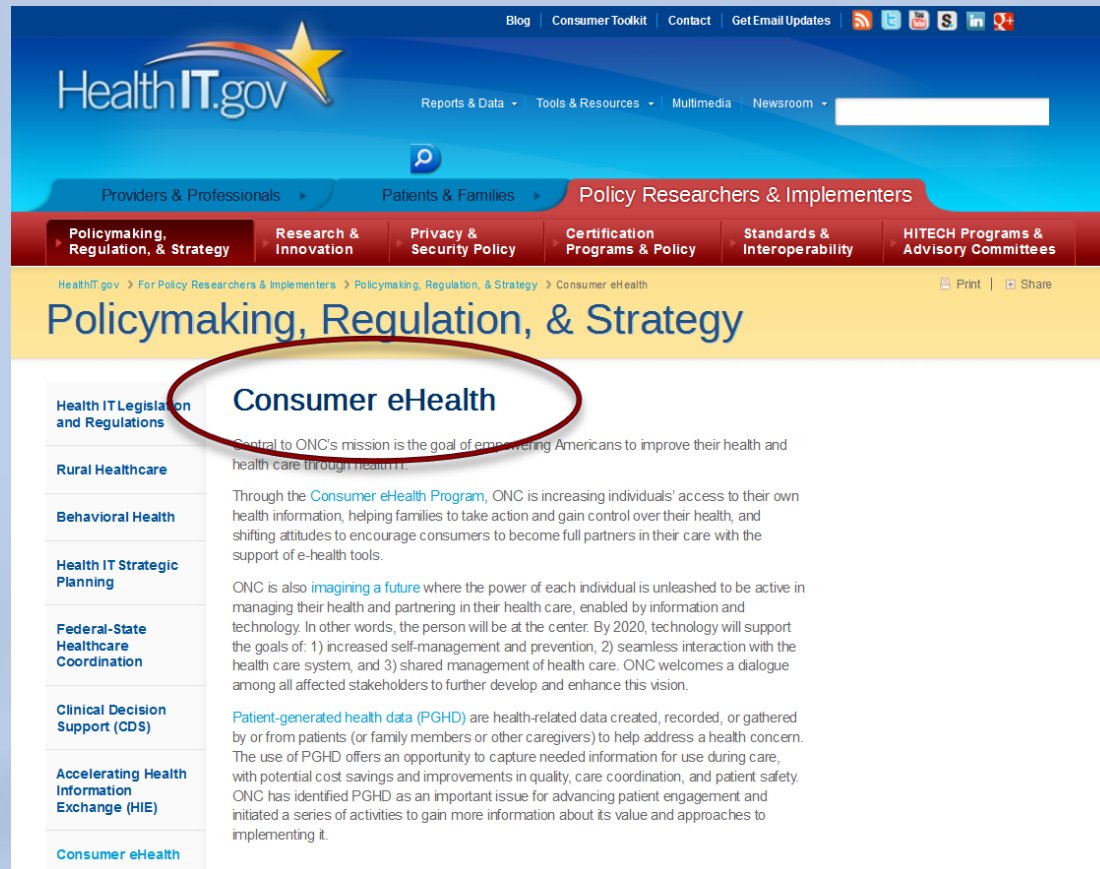 Blog Consumer Toolkit Contact Get Email Updates
HealthIT.gov
Reports & Data Tools & Resources Multimedia Newsroom
Providers & Professionals Patients & Families Policy Researchers & Implementers
Policymaking, Regulation, & Strategy
Research & Innovation
Privacy & Security Policy
Certification Programs & Policy
Standards & Interoperability
HITECH Programs & Advisory Committees
HealthIT.gov > For Policy Researchers & Implementers > Policymaking, Regulation, & Strategy > Consumer eHealth
Print | Share
Policymaking, Regulation, & Strategy
Health IT Legislation
and Regulations
Rural Healthcare
Behavioral Health
Health IT Strategic
Planning
Federal-State
Healthcare
Coordination
Clinical Decision
Support (CDS)
Accelerating Health
Information
Exchange (HIE)
Consumer eHealth
Consumer eHealth
Central to ONC's mission is the goal of empowering Americans to improve their health and
health care through health IT.
Through the Consumer eHealth Program, ONC is increasing individuals' access to their own
health information, helping families to take action and gain control over their health, and
shifting attitudes to encourage consumers to become full partners in their care with the
support of e-health tools.
ONC is also imagining a future where the power of each individual is unleashed to be active in
managing their health and partnering in their health care, enabled by information and
technology. In other words, the person will be at the center. By 2020, technology will support
the goals of: 1) increased self-management and prevention, 2) seamless interaction with the
health care system, and 3) shared management of health care. ONC welcomes a dialogue
among all affected stakeholders to further develop and enhance this vision.
Patient-generated health data (PGHD) are health-related data created, recorded, or gathered
by or from patients (or family members or other caregivers) to help address a health concern.
The use of PGHD offers an opportunity to capture needed information for use during care,
with potential cost savings and improvements in quality, care coordination, and patient safety.
ONC has identified PGHD as an important issue for advancing patient engagement and
initiated a series of activities to gain more information about its value and approaches to
implementing it.